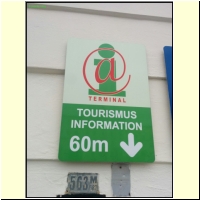 i@
TERMINAL
TOURISMUS
INFORMATION
60m